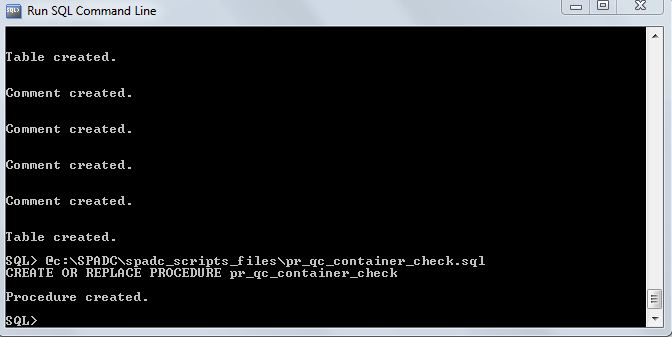 Run SQL Command Line
Table created.
Comment created.
Comment created.
Comment created.
Comment created.
Table created.
SQL> @c:\SPADC\spadc_scripts_files\pr_qc_container_check.sql
CREATE OR REPLACE PROCEDURE pr_qc_container_check
Procedure created.
SQL>